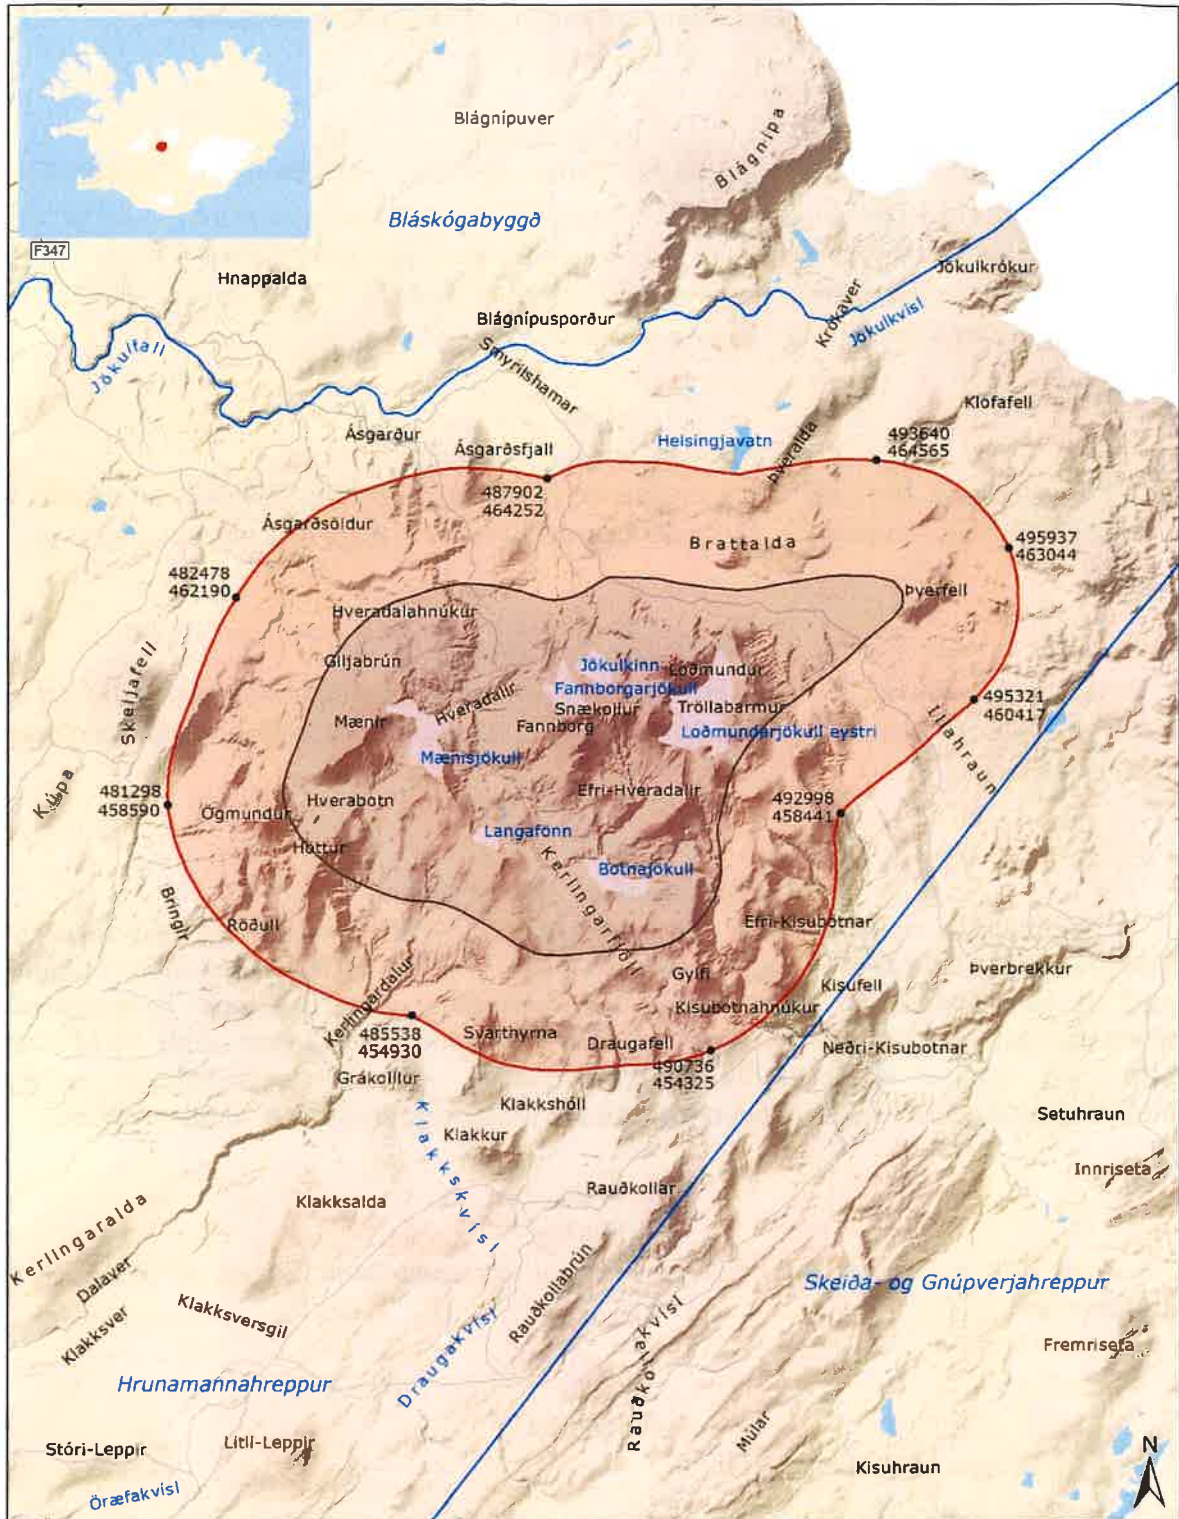 Blágnípuver
Blágnípa
Bláskógabyggð
F347
Hnappalda
Jökulkrókur
Blágnípusporður
Krókaver
Jökulkvísl
Jökulfall
Smyrilshamar
Klofafell
Ásgarður
Ásgarðsfjall
Helsingjavatn
Þveralda
493640
464565
487902
464252
Ásgarðsöldur
Brattalda
495937
463044
482478
462190
Þverfell
Hveradalahnúkur
Giljabrún
Jökulkinn
Loðmundur
Skeljafell
Fannborgarjökull
Hveradalir
Snækollur
Tröllabarmur
495321
460417
Mænir
Fannborg
Loðmundarjökull eystri
Illahraun
Mænisjökull
Kúpa
481298
458590
Hverabotn
Efri-Hveradalir
492998
458441
Ögmundur
Langafönn
Höttur
Botnajökull
Kerlingarfjöll
Bringir
Röðull
Efri-Kisubotnar
Gylfi
Þverbrekkur
Kisufell
Kerlingardalur
Kisubotnahnúkur
485538
454930
Svarthyrna
Draugafell
490736
454325
Neðri-Kisubotnar
Grákollur
Klakkshóll
Setuhraun
Klakkur
Klakkskvísl
Innriseta
Rauðkollar
Klakksalda
Kerlingaralda
Dalaver
Skeiða- og Gnúpverjahreppur
Rauðkollabrún
Klakksversgil
Klakksver
Draugakvísl
Rauðkollakvísl
Fremriseta
Hrunamannahreppur
Múlar
Stóri-Leppir
Litli-Leppir
Kisuhraun
N
Öræfakvísl